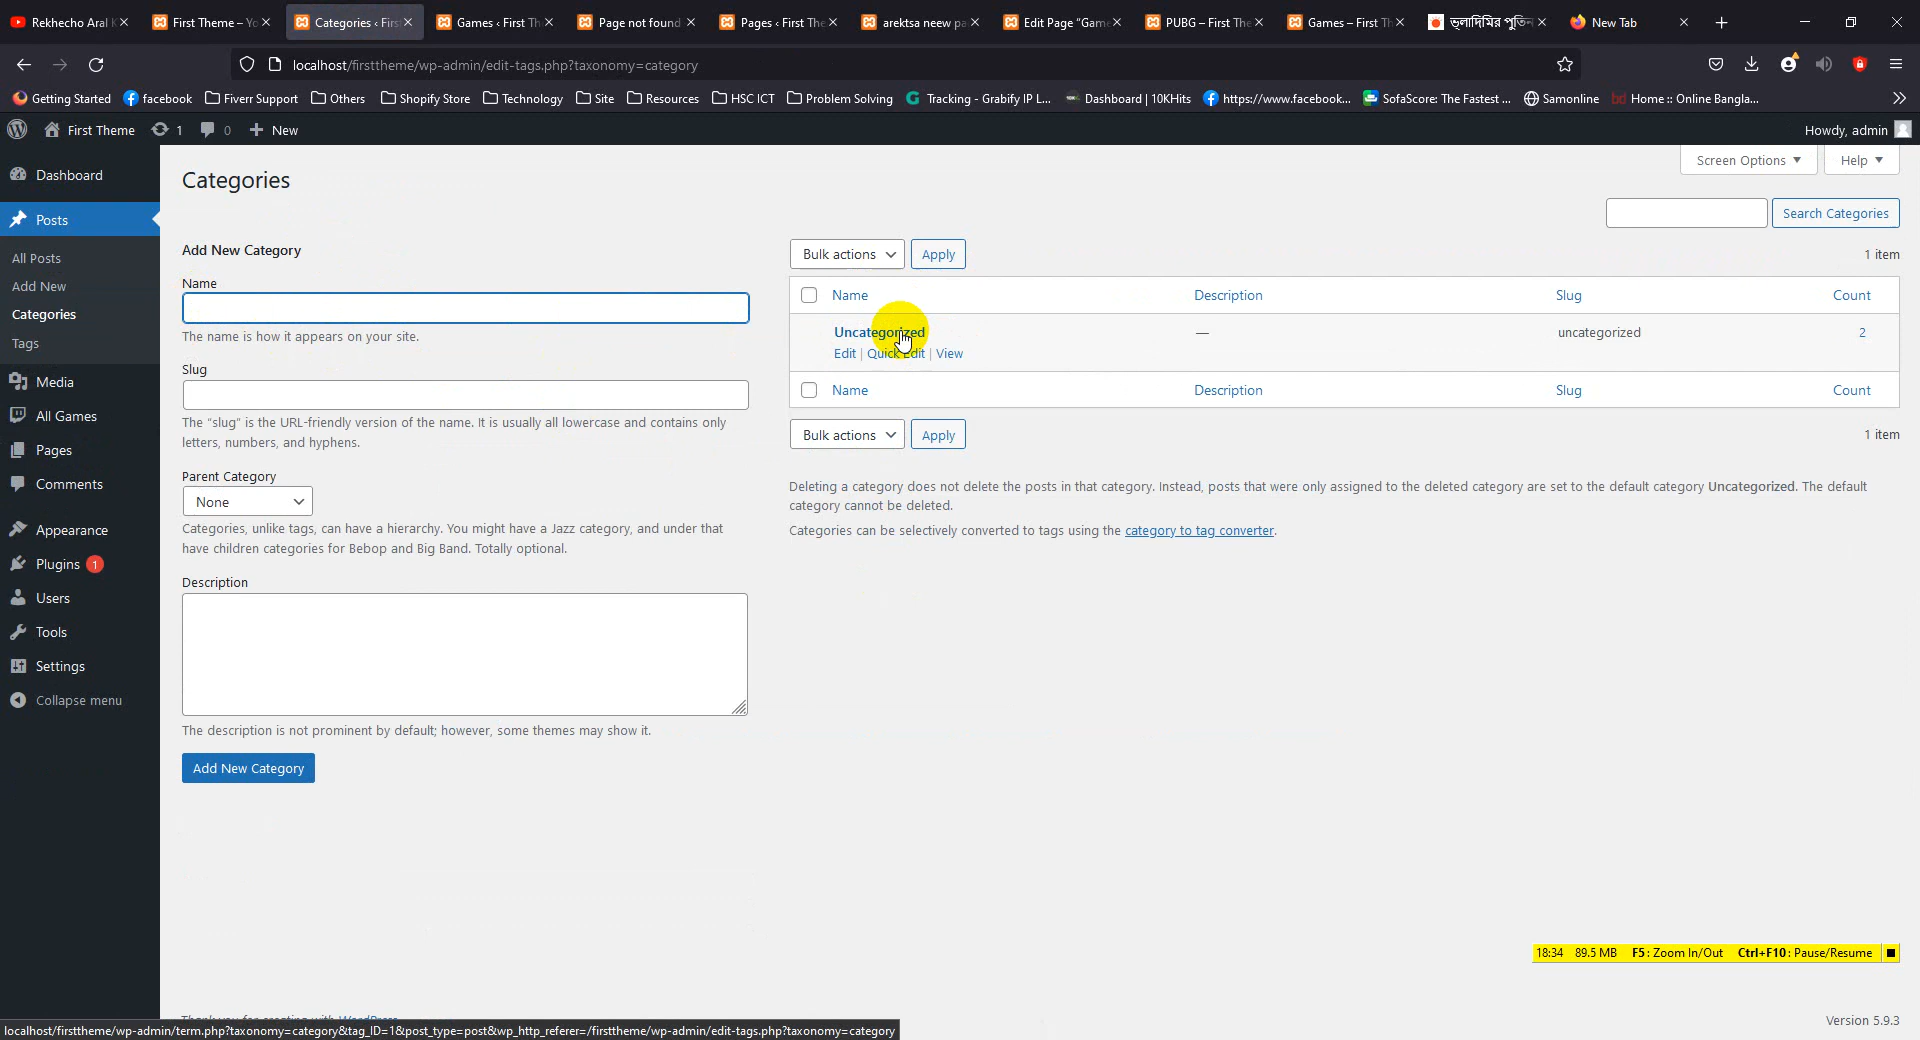 Rekhecho Aral K
First Theme – Yo
Categories ‹ Firs
Games ‹ First Th
Page not found
Pages ‹ First The
arektsa neew pa
Edit Page "Game
PUBG – First The
Games – First Th
ভ্লাদিমির পুতিন
New Tab
localhost/firsttheme/wp-admin/edit-tags.php?taxonomy=category
Getting Started
facebook
Fiverr Support
Others
Shopify Store
Technology
Site
Resources
HSC ICT
Problem Solving
Tracking - Grabify IP L...
Dashboard | 10KHits
https://www.facebook...
SofaScore: The Fastest ...
Samonline
Home :: Online Bangla...
First Theme
1
0
New
Howdy, admin
Screen Options
Help
Dashboard
Posts
All Posts
Add New
Categories
Tags
Media
All Games
Pages
Comments
Appearance
Plugins 1
Users
Tools
Settings
Collapse menu
Categories
Search Categories
Add New Category
Name
The name is how it appears on your site.
Slug
The "slug" is the URL-friendly version of the name. It is usually all lowercase and contains only
letters, numbers, and hyphens.
Parent Category
None
Categories, unlike tags, can have a hierarchy. You might have a Jazz category, and under that
have children categories for Bebop and Big Band. Totally optional.
Description
The description is not prominent by default; however, some themes may show it.
Add New Category
Bulk actions
Apply
1 item
Name Description Slug Count
Uncategorized — uncategorized 2
Edit | Quick Edit | View
Name Description Slug Count
Bulk actions
Apply
1 item
Deleting a category does not delete the posts in that category. Instead, posts that were only assigned to the deleted category are set to the default category Uncategorized. The default
category cannot be deleted.
Categories can be selectively converted to tags using the category to tag converter.
18:34 89.5 MB F5: Zoom In/Out Ctrl+F10: Pause/Resume
Thank you for creating with WordPress.
Version 5.9.3
localhost/firsttheme/wp-admin/term.php?taxonomy=category&tag_ID=1&post_type=post&wp_http_referer=/firsttheme/wp-admin/edit-tags.php?taxonomy=category